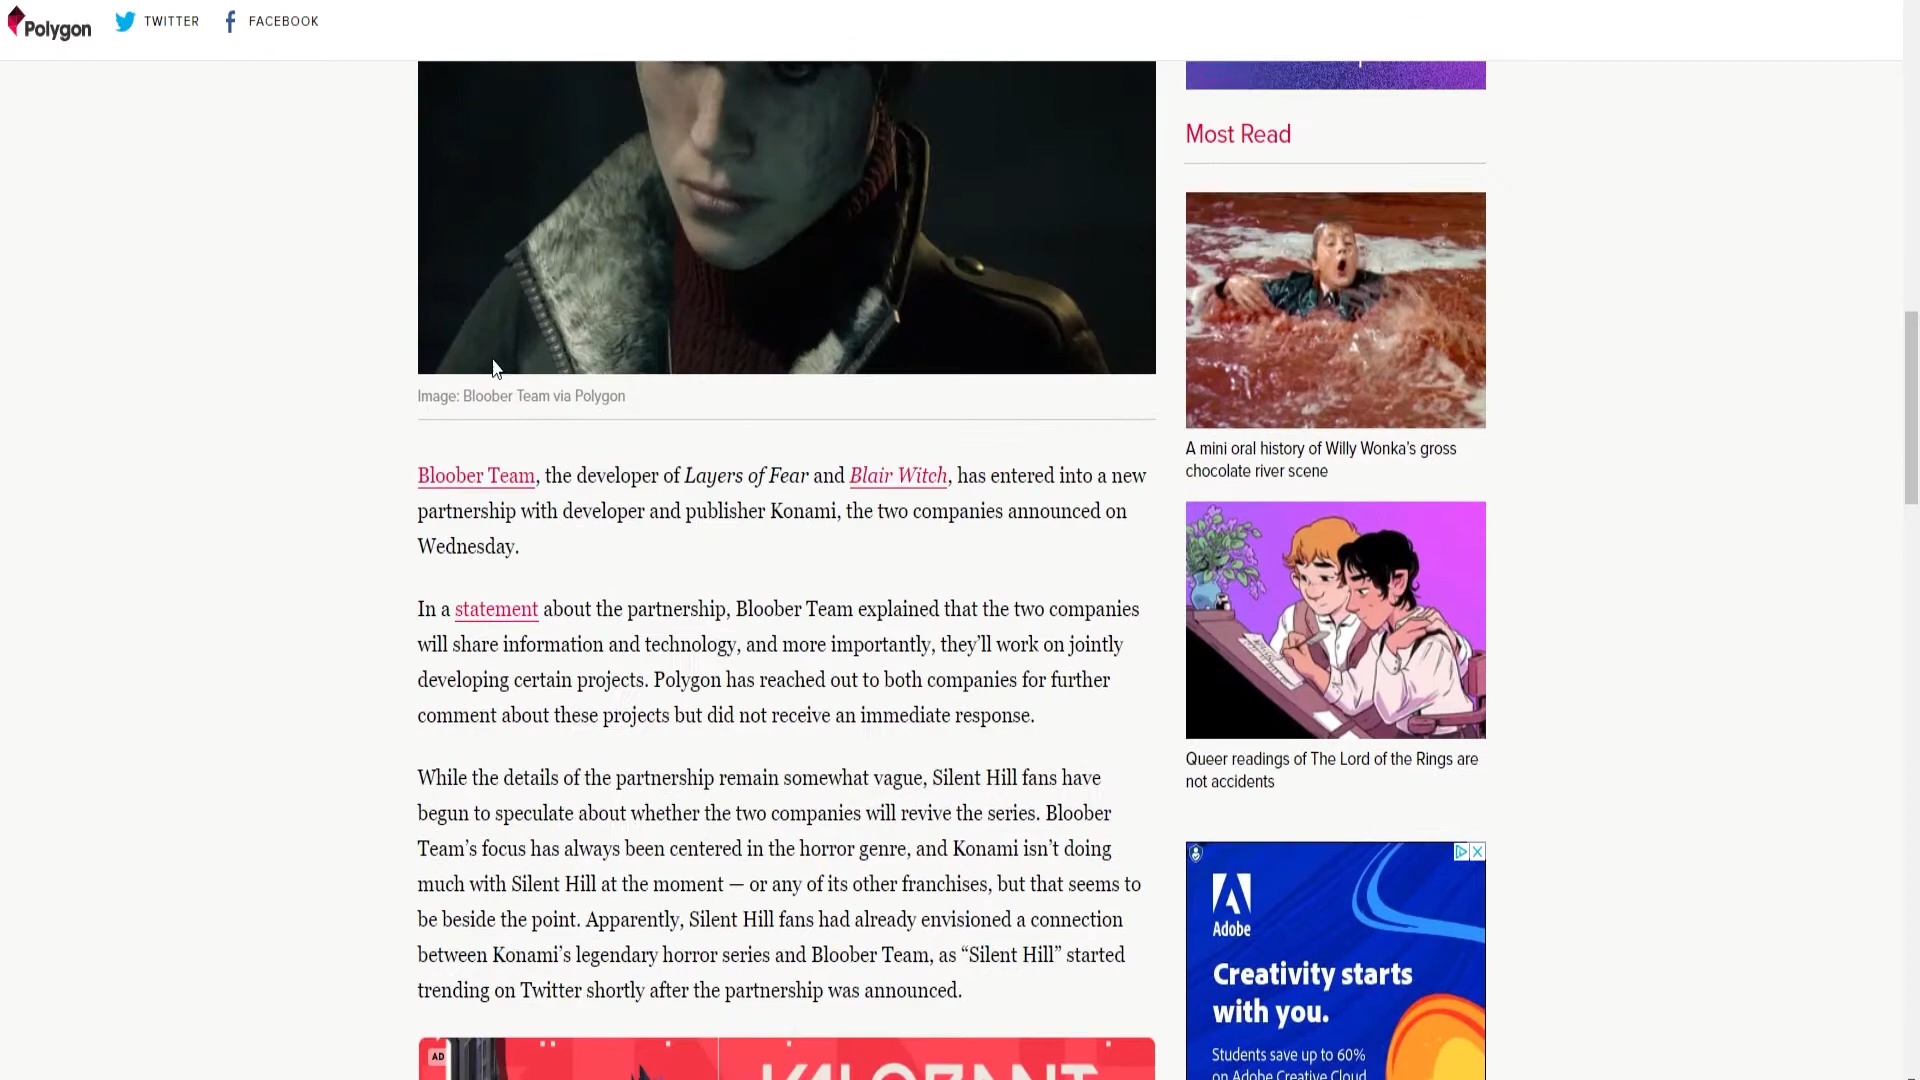 Polygon
TWITTER
FACEBOOK
Image: Bloober Team via Polygon
Bloober Team, the developer of Layers of Fear and Blair Witch, has entered into a new
partnership with developer and publisher Konami, the two companies announced on
Wednesday.
In a statement about the partnership, Bloober Team explained that the two companies
will share information and technology, and more importantly, they’ll work on jointly
developing certain projects. Polygon has reached out to both companies for further
comment about these projects but did not receive an immediate response.
While the details of the partnership remain somewhat vague, Silent Hill fans have
begun to speculate about whether the two companies will revive the series. Bloober
Team’s focus has always been centered in the horror genre, and Konami isn’t doing
much with Silent Hill at the moment — or any of its other franchises, but that seems to
be beside the point. Apparently, Silent Hill fans had already envisioned a connection
between Konami’s legendary horror series and Bloober Team, as “Silent Hill” started
trending on Twitter shortly after the partnership was announced.
AD
VALORANT
Most Read
A mini oral history of Willy Wonka’s gross
chocolate river scene
Queer readings of The Lord of the Rings are
not accidents
Adobe
Creativity starts
with you.
Students save up to 60%
on Adobe Creative Cloud